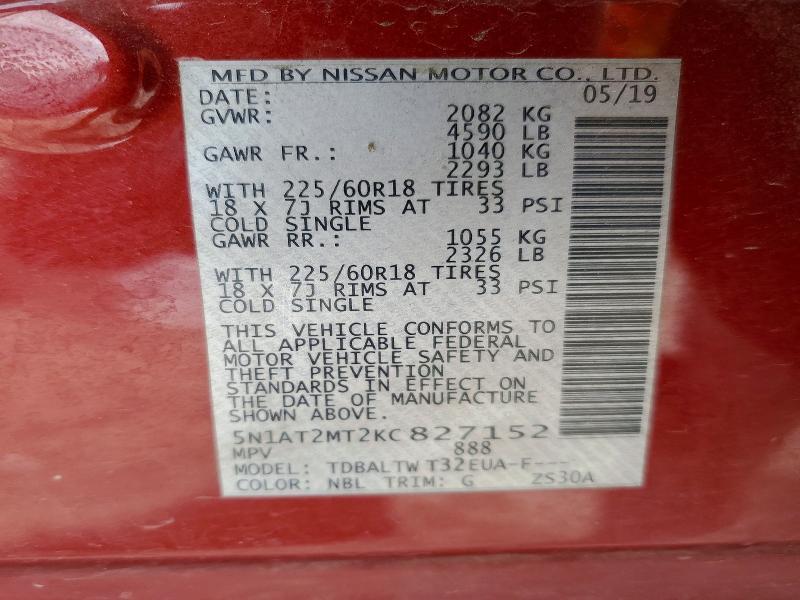 MFD BY NISSAN MOTOR CO., LTD.
DATE: 05/19
GVWR: 2082 KG
4590 LB
GAWR FR.: 1040 KG
2293 LB
WITH 225/60R18 TIRES
18 X 7J RIMS AT 33 PSI
COLD SINGLE
GAWR RR.: 1055 KG
2326 LB
WITH 225/60R18 TIRES
18 X 7J RIMS AT 33 PSI
COLD SINGLE
THIS VEHICLE CONFORMS TO
ALL APPLICABLE FEDERAL
MOTOR VEHICLE SAFETY AND
THEFT PREVENTION
STANDARDS IN EFFECT ON
THE DATE OF MANUFACTURE
SHOWN ABOVE.
5N1AT2MT2KC827152
MPV 888
MODEL: TDBALTW T32EUA-F---
COLOR: NBL TRIM: G ZS30A